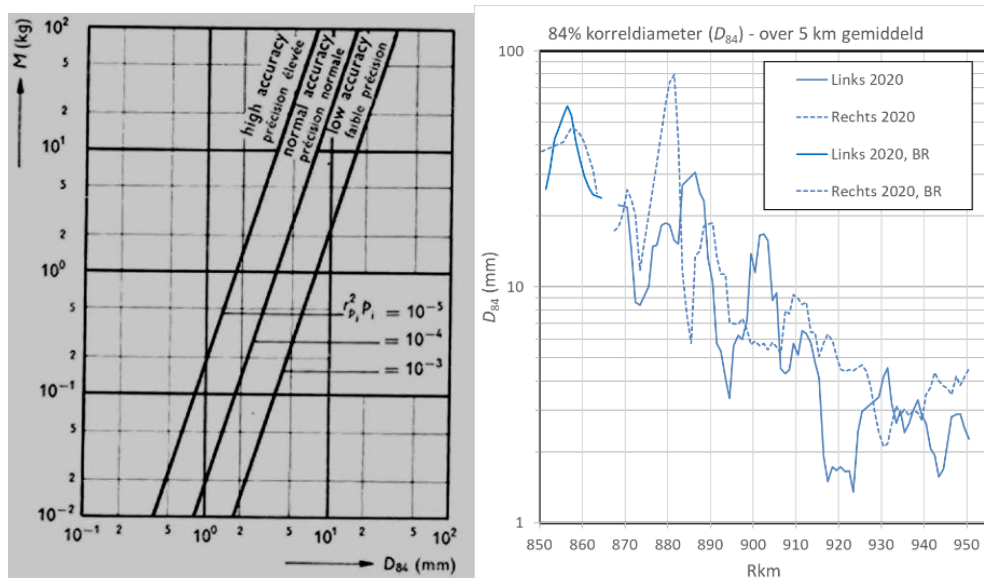 M (kg)
10²
5
2
10¹
5
2
10⁰
5
2
10⁻¹
5
2
10⁻²
high accuracy
précision élevée
normal accuracy
précision normale
low accuracy
faible précision
r²ₚᵢ pᵢ = 10⁻⁵
= 10⁻⁴
= 10⁻³
10⁻¹ 2 5 10⁰ 2 5 10¹ 2 5 10²
D₈₄ (mm)
84% korreldiameter (D₈₄) - over 5 km gemiddeld
Links 2020
Rechts 2020
Links 2020, BR
Rechts 2020, BR
D₈₄ (mm)
100
10
1
850 860 870 880 890 900 910 920 930 940 950
Rkm